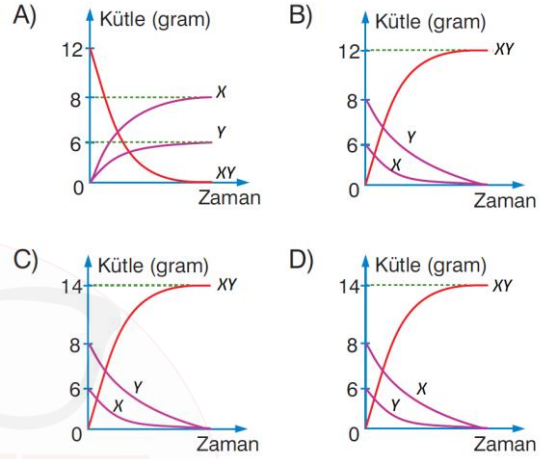 A) Kütle (gram)
12
8
6
0
X
Y
XY
Zaman
B) Kütle (gram)
12
8
6
0
XY
Y
X
Zaman
C) Kütle (gram)
14
8
6
0
XY
Y
X
Zaman
D) Kütle (gram)
14
8
6
0
XY
X
Y
Zaman